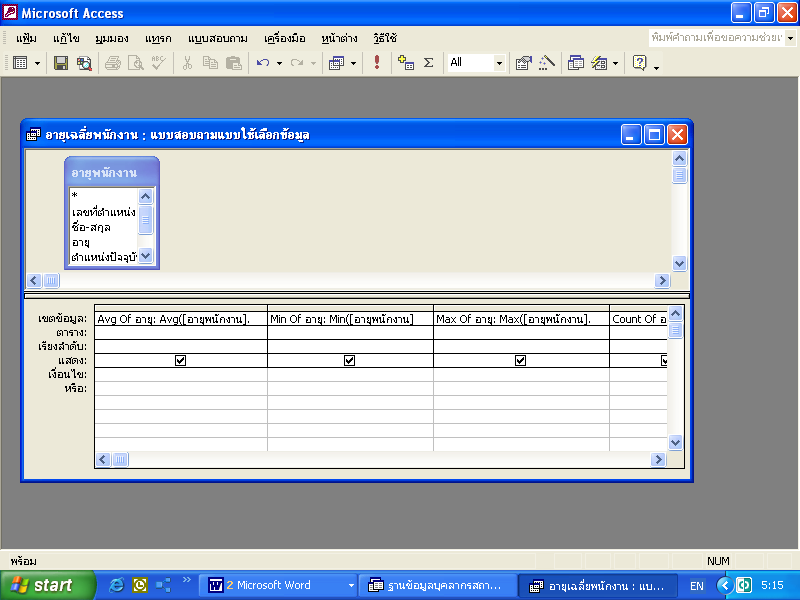 Microsoft Access
แฟ้ม แก้ไข มุมมอง แทรก แบบสอบถาม เครื่องมือ หน้าต่าง วิธีใช้ พิมพ์คำถามเพื่อขอความช่วยเ
All
อายุเฉลี่ยพนักงาน : แบบสอบถามแบบใช้เลือกข้อมูล
อายุพนักงาน
*
เลขที่ตำแหน่ง
ชื่อ-สกุล
อายุ
ตำแหน่งปัจจุบั
เขตข้อมูล: Avg Of อายุ: Avg([อายุพนักงาน]. Min Of อายุ: Min([อายุพนักงาน] Max Of อายุ: Max([อายุพนักงาน]. Count Of อ
ตาราง:
เรียงลำดับ:
แสดง:
เงื่อนไข:
หรือ:
พร้อม NUM
start 2 Microsoft Word ฐานข้อมูลบุคลากรสถา... อายุเฉลี่ยพนักงาน : แบ... EN 5:15